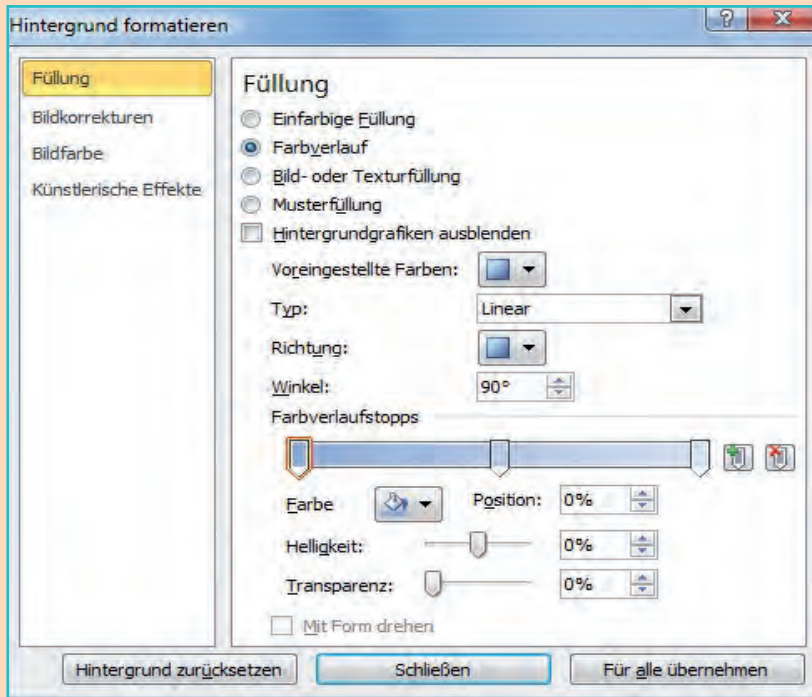 Hintergrund formatieren
Füllung
Bildkorrekturen
Bildfarbe
Künstlerische Effekte
Füllung
Einfarbige Füllung
Farbverlauf
Bild- oder Texturfüllung
Musterfüllung
Hintergrundgrafiken ausblenden
Voreingestellte Farben:
Typ: Linear
Richtung:
Winkel: 90°
Farbverlaufstopps
Farbe Position: 0%
Helligkeit: 0%
Transparenz: 0%
Mit Form drehen
Hintergrund zurücksetzen Schließen Für alle übernehmen